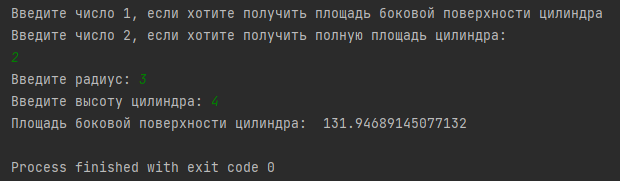 Введите число 1, если хотите получить площадь боковой поверхности цилиндра
Введите число 2, если хотите получить полную площадь цилиндра:
2
Введите радиус: 3
Введите высоту цилиндра: 4
Площадь боковой поверхности цилиндра:  131.94689145077132
Process finished with exit code 0